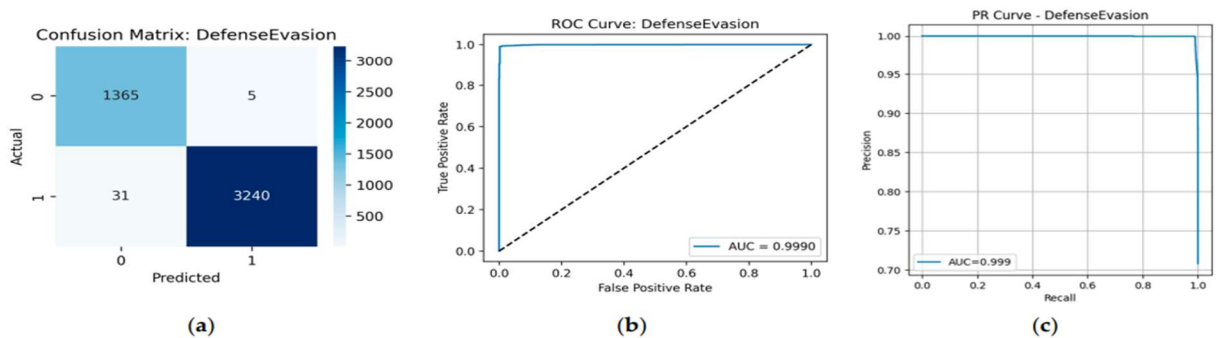 Confusion Matrix: DefenseEvasion
Actual
0
1
1365
5
31
3240
0
1
Predicted
3000
2500
2000
1500
1000
500
(a)
ROC Curve: DefenseEvasion
True Positive Rate
1.0
0.8
0.6
0.4
0.2
0.0
AUC = 0.9990
0.0 0.2 0.4 0.6 0.8 1.0
False Positive Rate
(b)
PR Curve - DefenseEvasion
Precision
1.00
0.95
0.90
0.85
0.80
0.75
0.70
AUC=0.999
0.0 0.2 0.4 0.6 0.8 1.0
Recall
(c)